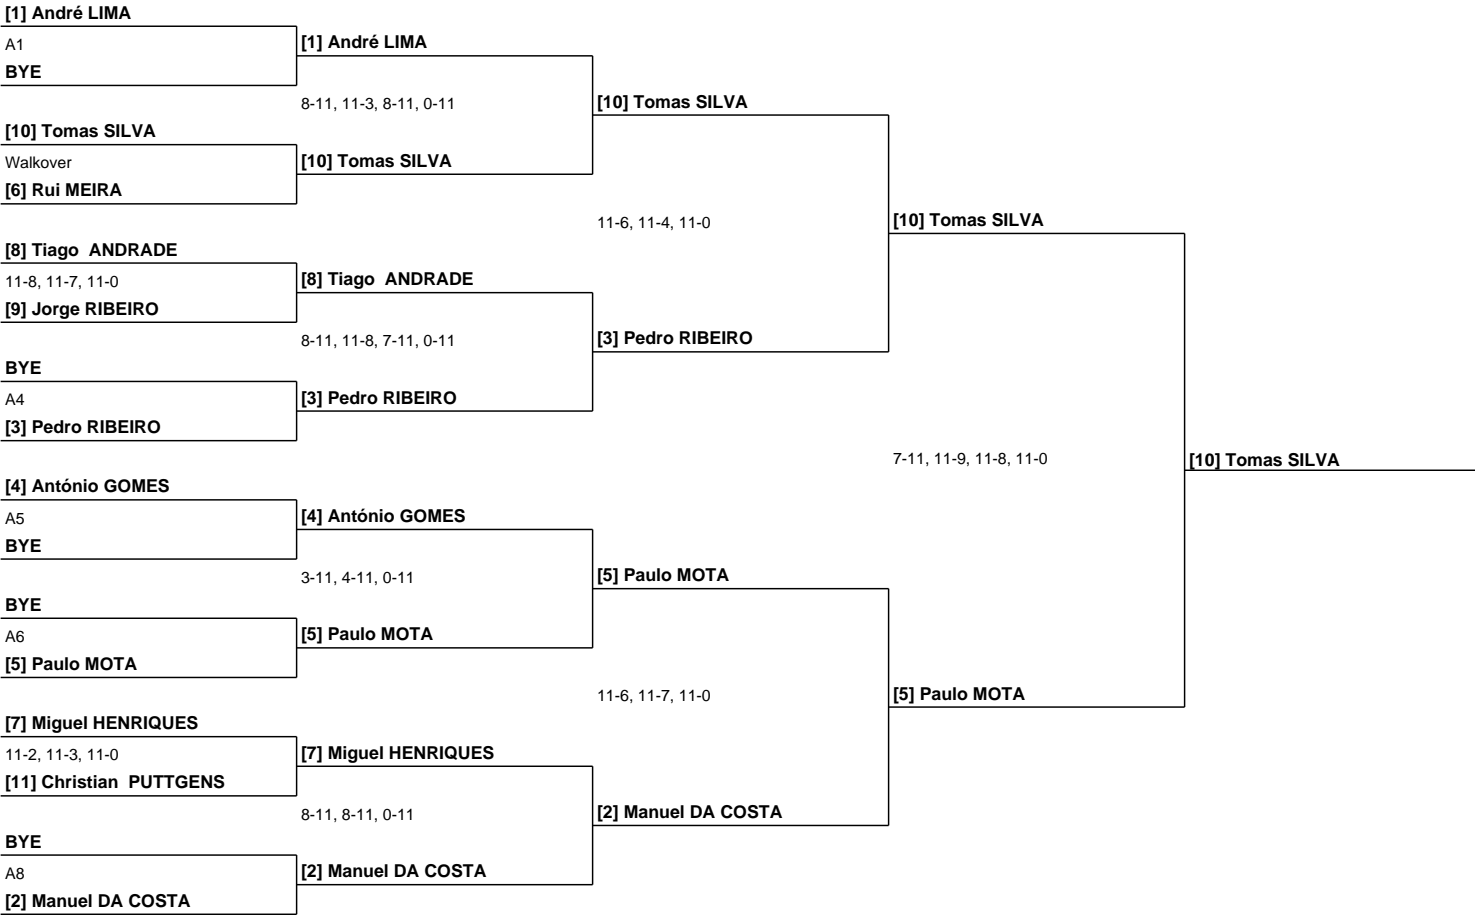 [1] André LIMA
A1
BYE
[10] Tomas SILVA
Walkover
[6] Rui MEIRA
[8] Tiago  ANDRADE
11-8, 11-7, 11-0
[9] Jorge RIBEIRO
BYE
A4
[3] Pedro RIBEIRO
[4] António GOMES
A5
BYE
BYE
A6
[5] Paulo MOTA
[7] Miguel HENRIQUES
11-2, 11-3, 11-0
[11] Christian  PUTTGENS
BYE
A8
[2] Manuel DA COSTA
[1] André LIMA
8-11, 11-3, 8-11, 0-11
[10] Tomas SILVA
[8] Tiago  ANDRADE
8-11, 11-8, 7-11, 0-11
[3] Pedro RIBEIRO
[4] António GOMES
3-11, 4-11, 0-11
[5] Paulo MOTA
[7] Miguel HENRIQUES
8-11, 8-11, 0-11
[2] Manuel DA COSTA
[10] Tomas SILVA
11-6, 11-4, 11-0
[3] Pedro RIBEIRO
[5] Paulo MOTA
11-6, 11-7, 11-0
[2] Manuel DA COSTA
[10] Tomas SILVA
7-11, 11-9, 11-8, 11-0
[5] Paulo MOTA
[10] Tomas SILVA